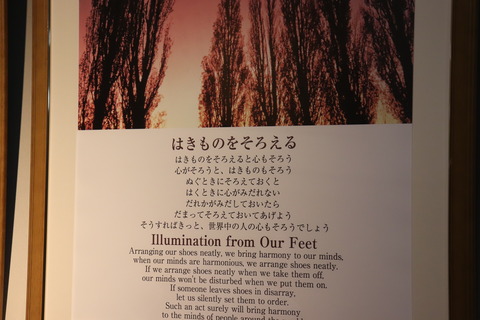 はきものをそろえる
はきものをそろえると心もそろう
心がそろうと、はきものもそろう
ぬぐときにそろえておくと
はくときに心がみだれない
だれかがみだしておいたら
だまってそろえておいてあげよう
そうすればきっと、世界中の人の心もそろうでしょう
Illumination from Our Feet
Arranging our shoes neatly, we bring harmony to our minds,
when our minds are harmonious, we arrange shoes neatly.
If we arrange shoes neatly when we take them off,
our minds won't be disturbed when we put them on.
If someone leaves shoes in disarray,
let us silently set them to order.
Such an act surely will bring harmony
to the minds of people around the